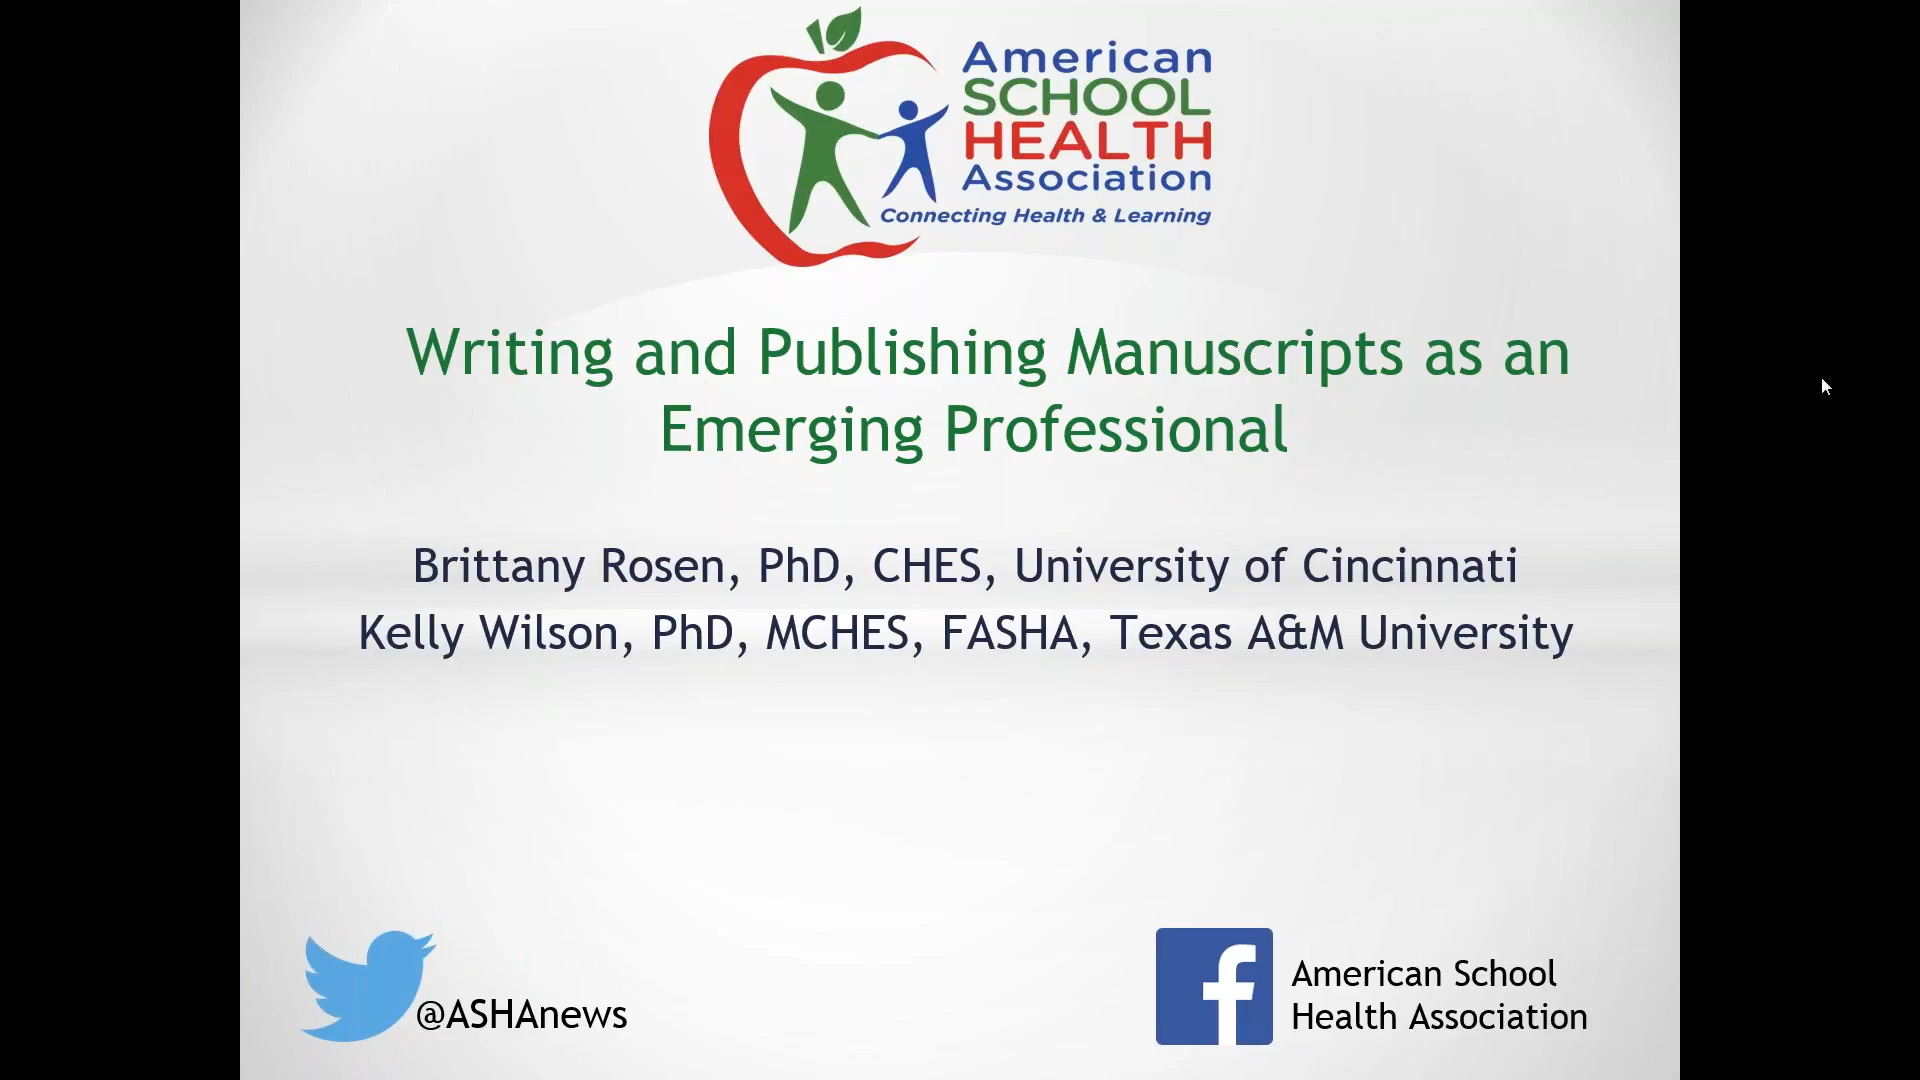 American
SCHOOL
HEALTH
Association
Connecting Health & Learning
Writing and Publishing Manuscripts as an
Emerging Professional
Brittany Rosen, PhD, CHES, University of Cincinnati
Kelly Wilson, PhD, MCHES, FASHA, Texas A&M University
@ASHAnews
American School
Health Association